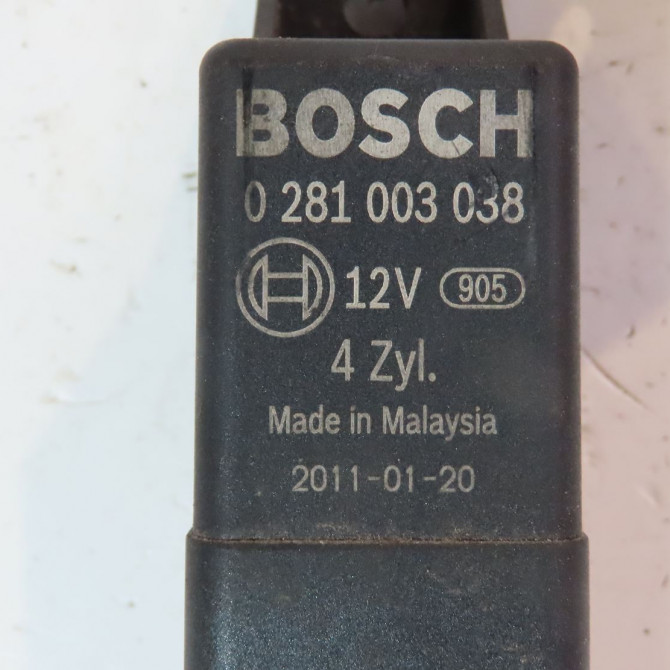 BOSCH
0 281 003 038
12V 905
4 Zyl.
Made in Malaysia
2011-01-20